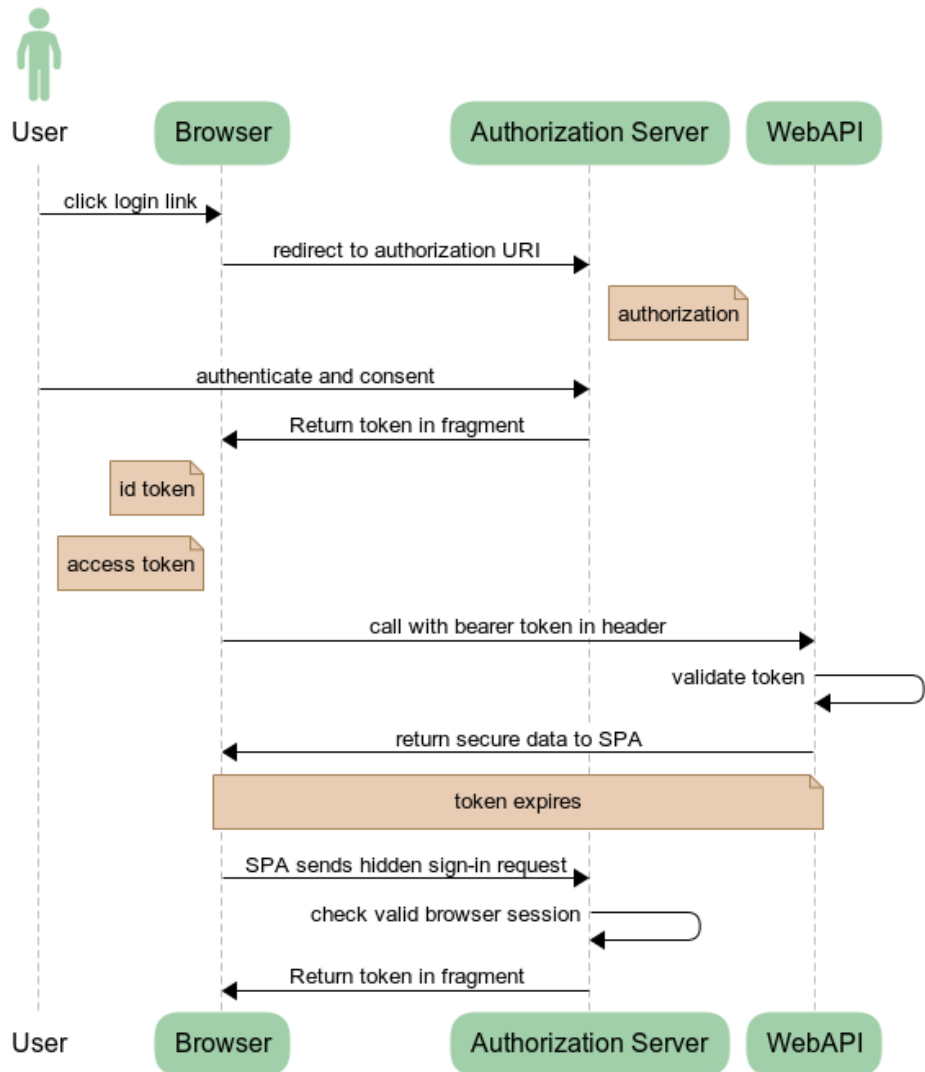 User
Browser
Authorization Server
WebAPI
click login link
redirect to authorization URI
authorization
authenticate and consent
Return token in fragment
id token
access token
call with bearer token in header
validate token
return secure data to SPA
token expires
SPA sends hidden sign-in request
check valid browser session
Return token in fragment
User
Browser
Authorization Server
WebAPI